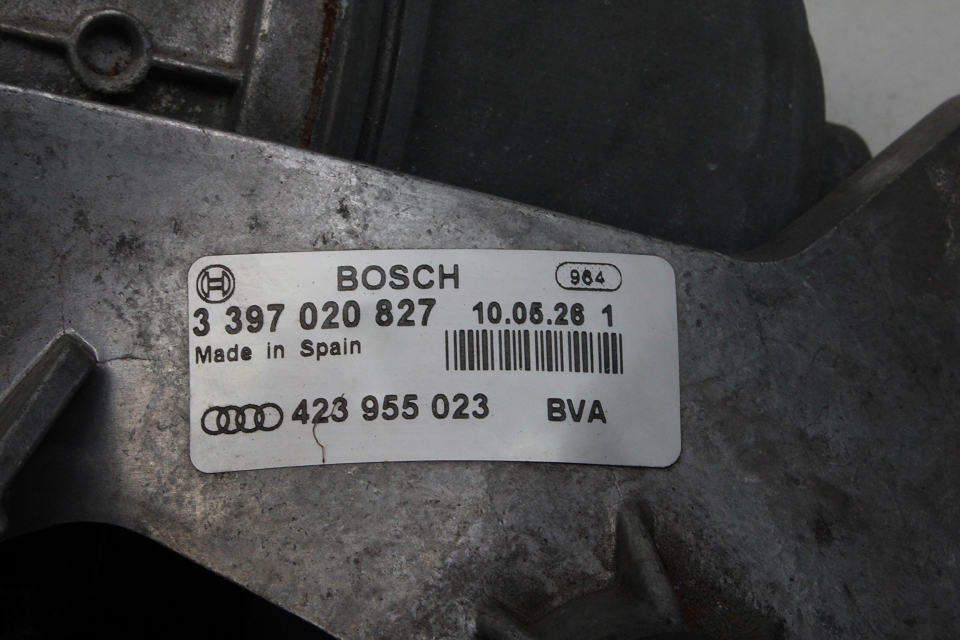 BOSCH 964
3 397 020 827 10.05.26 1
Made in Spain
423 955 023 BVA